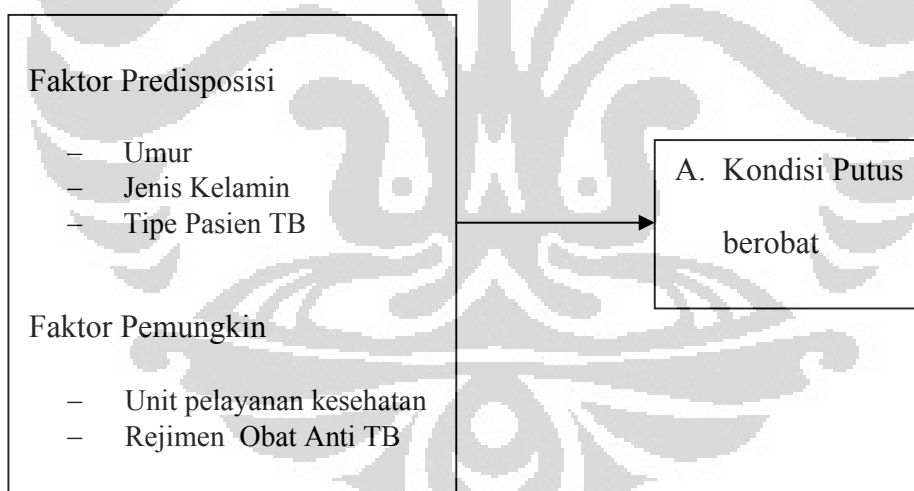 Faktor Predisposisi
– Umur
– Jenis Kelamin
– Tipe Pasien TB
Faktor Pemungkin
– Unit pelayanan kesehatan
– Rejimen Obat Anti TB
A. Kondisi Putus
berobat